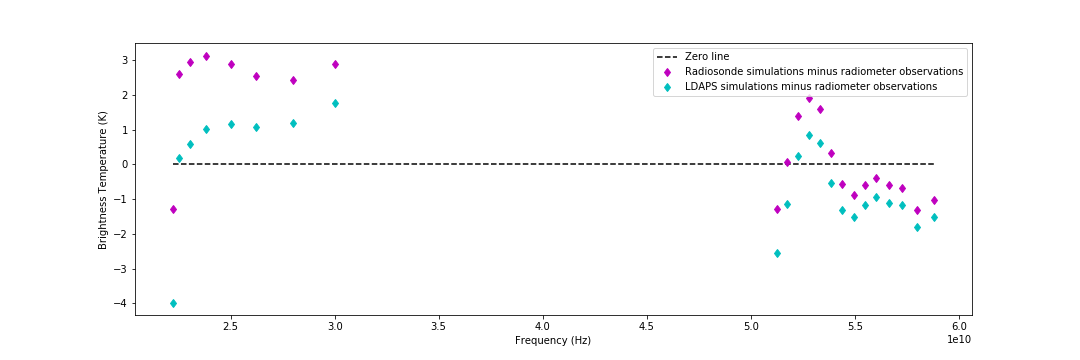 Zero line
Radiosonde simulations minus radiometer observations
LDAPS simulations minus radiometer observations
Brightness Temperature (K)
3
2
1
0
−1
−2
−3
−4
2.5 3.0 3.5 4.0 4.5 5.0 5.5 6.0
1e10
Frequency (Hz)